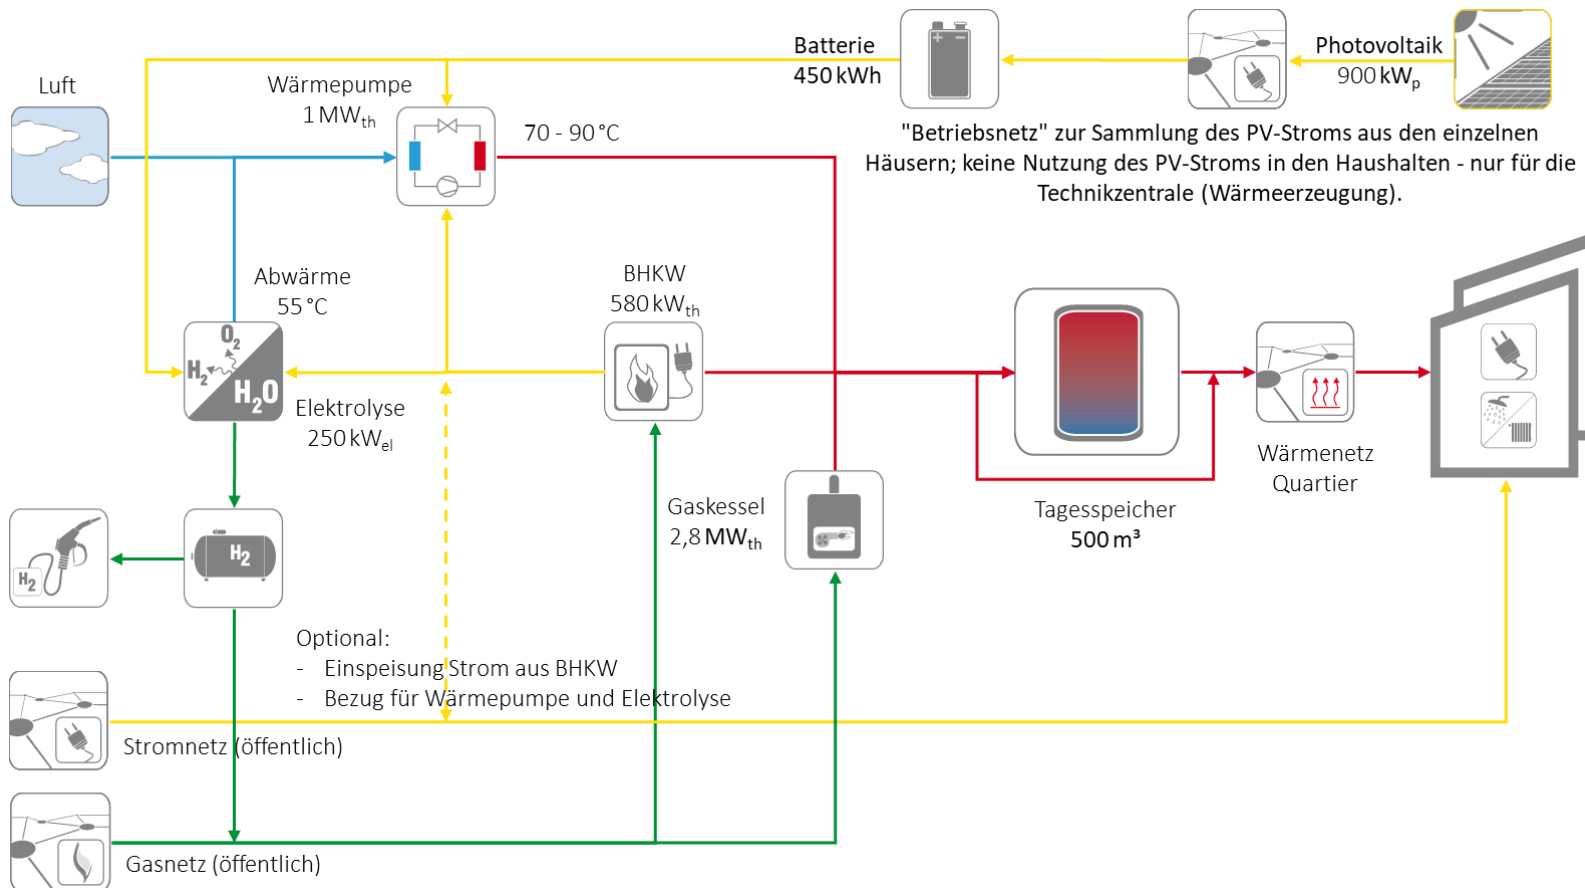 Batterie
450 kWh
Photovoltaik
900 kWp
Luft
Wärmepumpe
1 MWth
70 - 90 °C
"Betriebsnetz" zur Sammlung des PV-Stroms aus den einzelnen
Häusern; keine Nutzung des PV-Stroms in den Haushalten - nur für die
Technikzentrale (Wärmeerzeugung).
Abwärme
55 °C
BHKW
580 kWth
O2
H2
H2O
Elektrolyse
250 kWel
Wärmenetz
Quartier
Gaskessel
2,8 MWth
Tagesspeicher
500 m³
H2
H2
Optional:
- Einspeisung Strom aus BHKW
- Bezug für Wärmepumpe und Elektrolyse
Stromnetz (öffentlich)
Gasnetz (öffentlich)